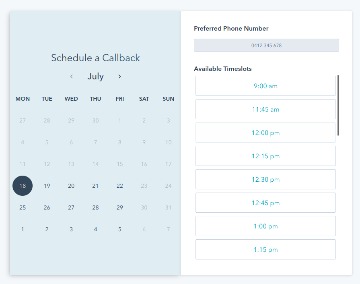 Schedule a Callback
‹ July ›
MON TUE WED THU FRI SAT SUN
27 28 29 30 1 2 3
4 5 6 7 8 9 10
11 12 13 14 15 16 17
18 19 20 21 22 23 24
25 26 27 28 29 30 31
1 2 3 4 5 6 7
Preferred Phone Number
0412 345 678
Available Timeslots
9:00 am
11:45 am
12:00 pm
12:15 pm
12:30 pm
12:45 pm
1:00 pm
1:15 pm